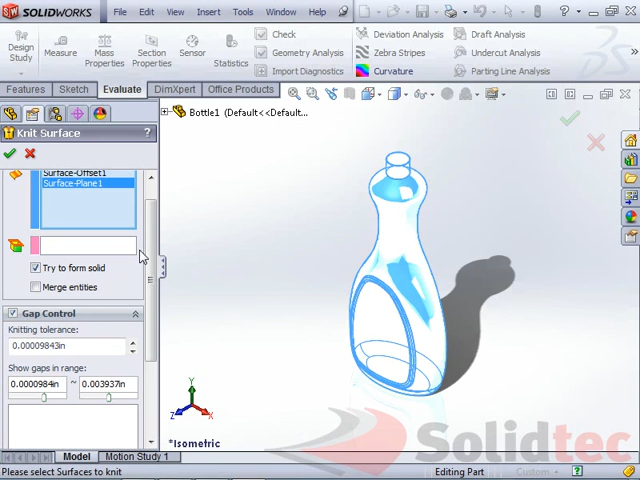 SW SOLIDWORKS File Edit View Insert Tools Window Help
Design Study
Measure
Mass Properties
Section Properties
Sensor
Statistics
Check
Geometry Analysis
Import Diagnostics
Deviation Analysis
Zebra Stripes
Curvature
Draft Analysis
Undercut Analysis
Parting Line Analysis
Features Sketch Evaluate DimXpert Office Products
Bottle1 (Default<<Default...
Knit Surface ?
Surface-Offset1
Surface-Plane1
Try to form solid
Merge entities
Gap Control
Knitting tolerance:
0.00009843in
Show gaps in range:
0.0000984in ~ 0.003937in
Y
Z X
*Isometric
Solidtec
Model Motion Study 1
Please select Surfaces to knit Editing Part Custom ?